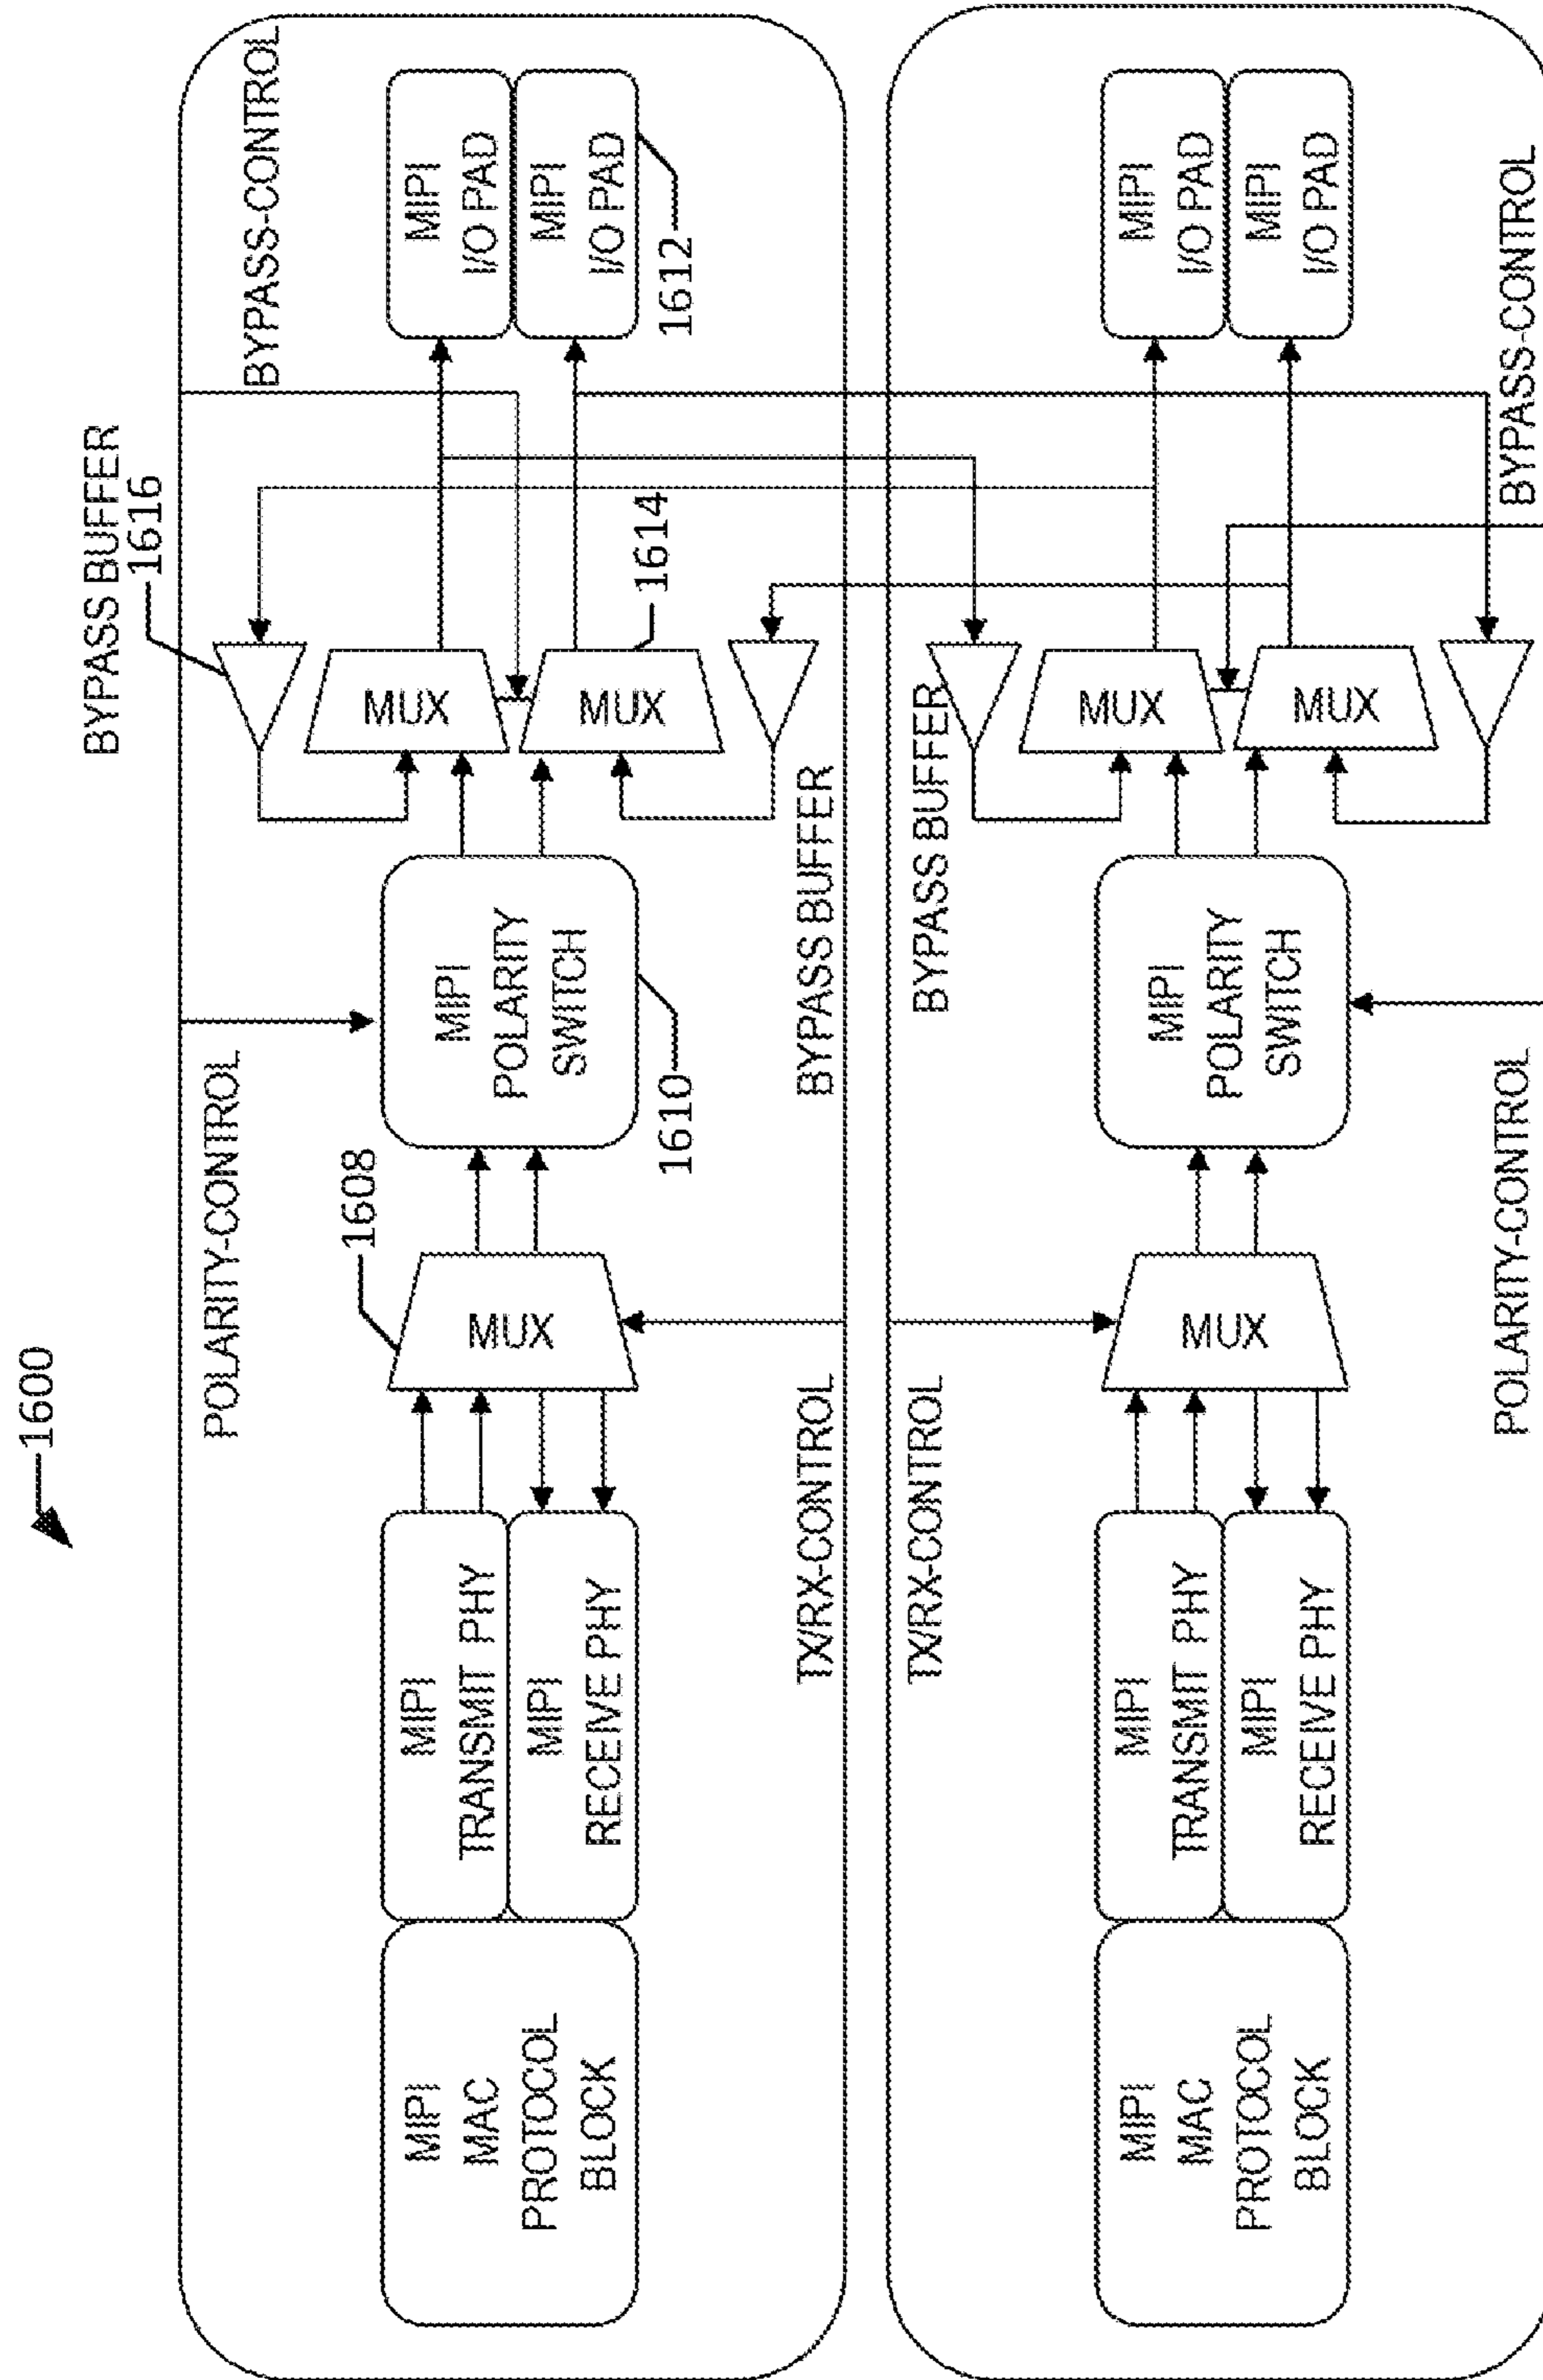 1600
BYPASS BUFFER
1616
BYPASS-CONTROL
POLARITY-CONTROL
1608
MIPI
MAC
PROTOCOL
BLOCK
MIPI
TRANSMIT PHY
MIPI
RECEIVE PHY
MUX
MIPI
POLARITY
SWITCH
1610
MUX
MUX
1614
MIPI
I/O PAD
MIPI
I/O PAD
1612
TX/RX-CONTROL
BYPASS BUFFER
TX/RX-CONTROL
BYPASS BUFFER
MIPI
MAC
PROTOCOL
BLOCK
MIPI
TRANSMIT PHY
MIPI
RECEIVE PHY
MUX
MIPI
POLARITY
SWITCH
MUX
MUX
MIPI
I/O PAD
MIPI
I/O PAD
POLARITY-CONTROL
BYPASS-CONTROL